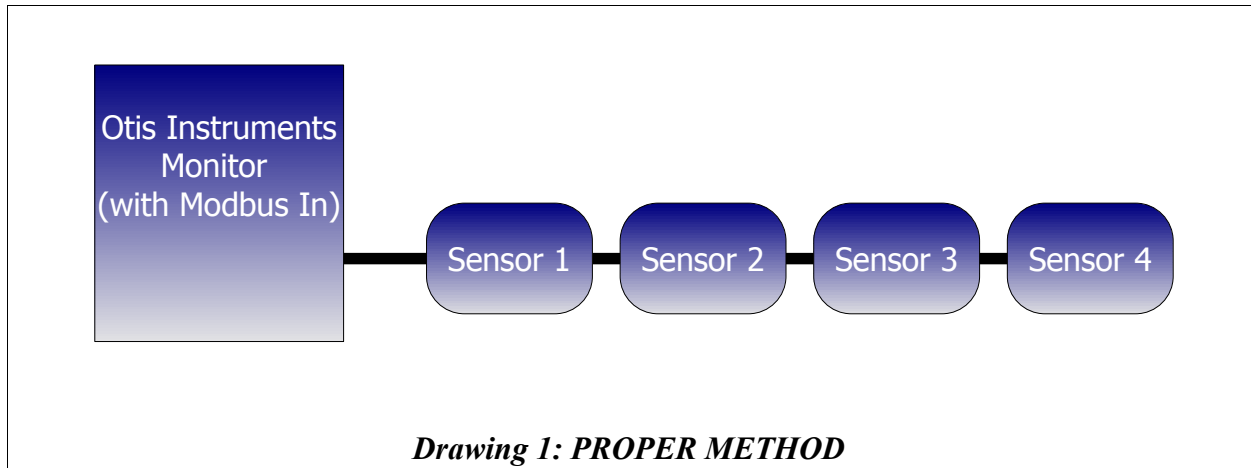 Otis Instruments
Monitor
(with Modbus In)
Sensor 1
Sensor 2
Sensor 3
Sensor 4
Drawing 1: PROPER METHOD